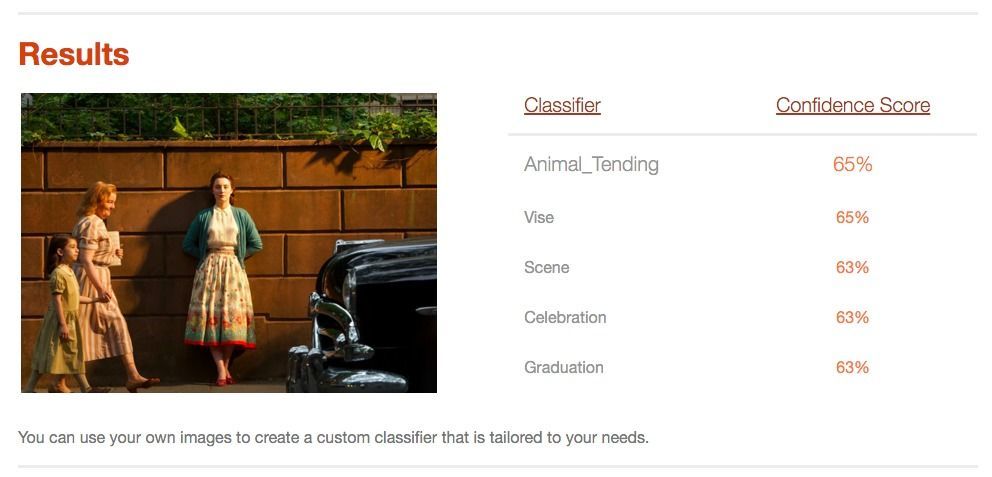 Results
Classifier Confidence Score
Animal_Tending 65%
Vise 65%
Scene 63%
Celebration 63%
Graduation 63%
You can use your own images to create a custom classifier that is tailored to your needs.